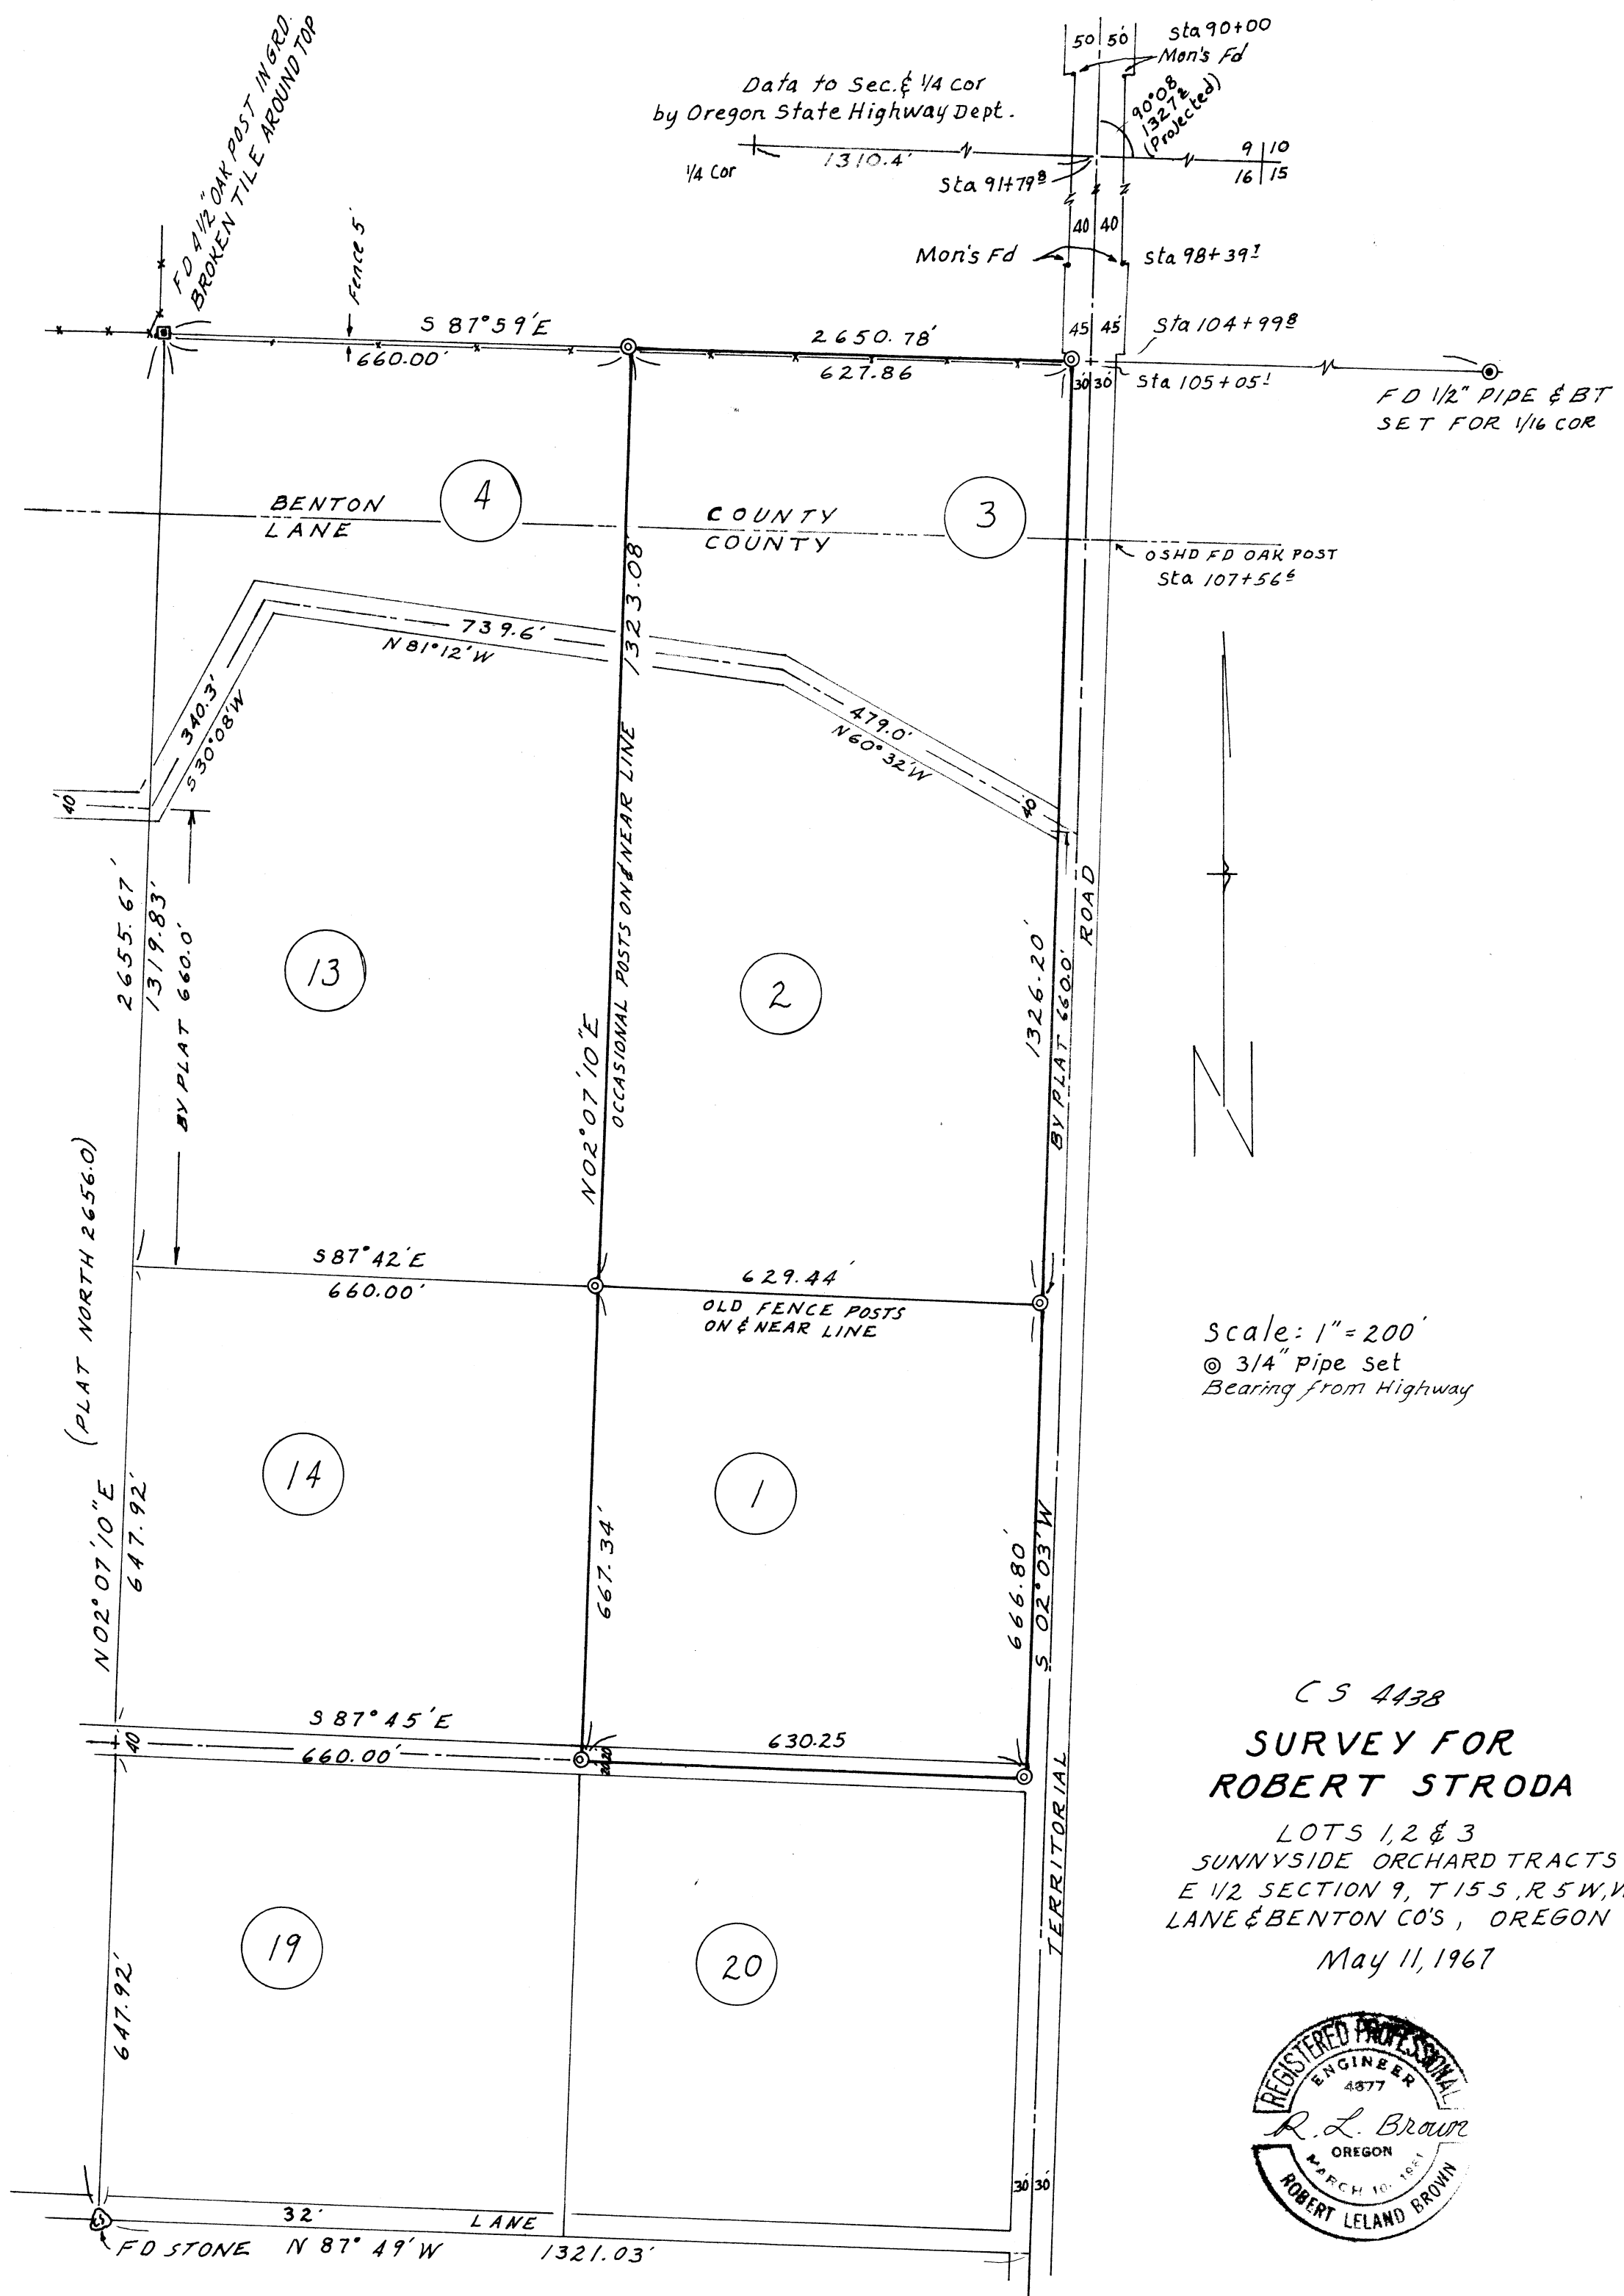 FD 4 1/2" OAK POST IN GRD.
BROKEN TILE AROUND TOP
Data to Sec. & 1/4 Cor
by Oregon State Highway Dept.
1/4 Cor
1310.4'
50 | 50'
Sta 90+00
Mon's Fd
90°08
1327 2
(Projected)
9 | 10
16 | 15
Sta 91+79 8
40 | 40
Mon's Fd
Sta 98+39 1
Fence 5'
S 87°59'E
660.00'
2650.78'
627.86
45 | 45'
Sta 104+99 8
30' 30'
Sta 105+05 1
FD 1/2" PIPE & BT
SET FOR 1/16 COR
4
3
BENTON COUNTY
LANE COUNTY
OSHD FD OAK POST
Sta 107+56 6
1323.08'
739.6'
N 81°12'W
340.3'
S 30°08'W
479.0'
N 60°32'W
40
40
OCCASIONAL POSTS ON & NEAR LINE
N 02°07'10"E
2655.67'
1319.83'
BY PLAT 660.0'
(PLAT NORTH 2656.0)
13
2
1326.20'
BY PLAT 660.0'
ROAD
N
S 87°42'E
660.00'
629.44'
OLD FENCE POSTS
ON & NEAR LINE
Scale: 1" = 200'
3/4" Pipe Set
Bearing from Highway
N 02°07'10"E
647.92'
14
1
667.34'
666.80'
S 02°03'W
S 87°45'E
660.00'
40
20 20
630.25
TERRITORIAL
19
20
647.92'
30' 30'
32' LANE
FD STONE N 87° 49' W 1321.03'
CS 4438
SURVEY FOR
ROBERT STRODA
LOTS 1, 2 & 3
SUNNYSIDE ORCHARD TRACTS
E 1/2 SECTION 9, T 15 S, R 5 W,
LANE & BENTON CO'S, OREGON
May 11, 1967
REGISTERED PROFESSIONAL
ENGINEER
4877
R. L. Brown
OREGON
MARCH 10,
ROBERT LELAND BROWN